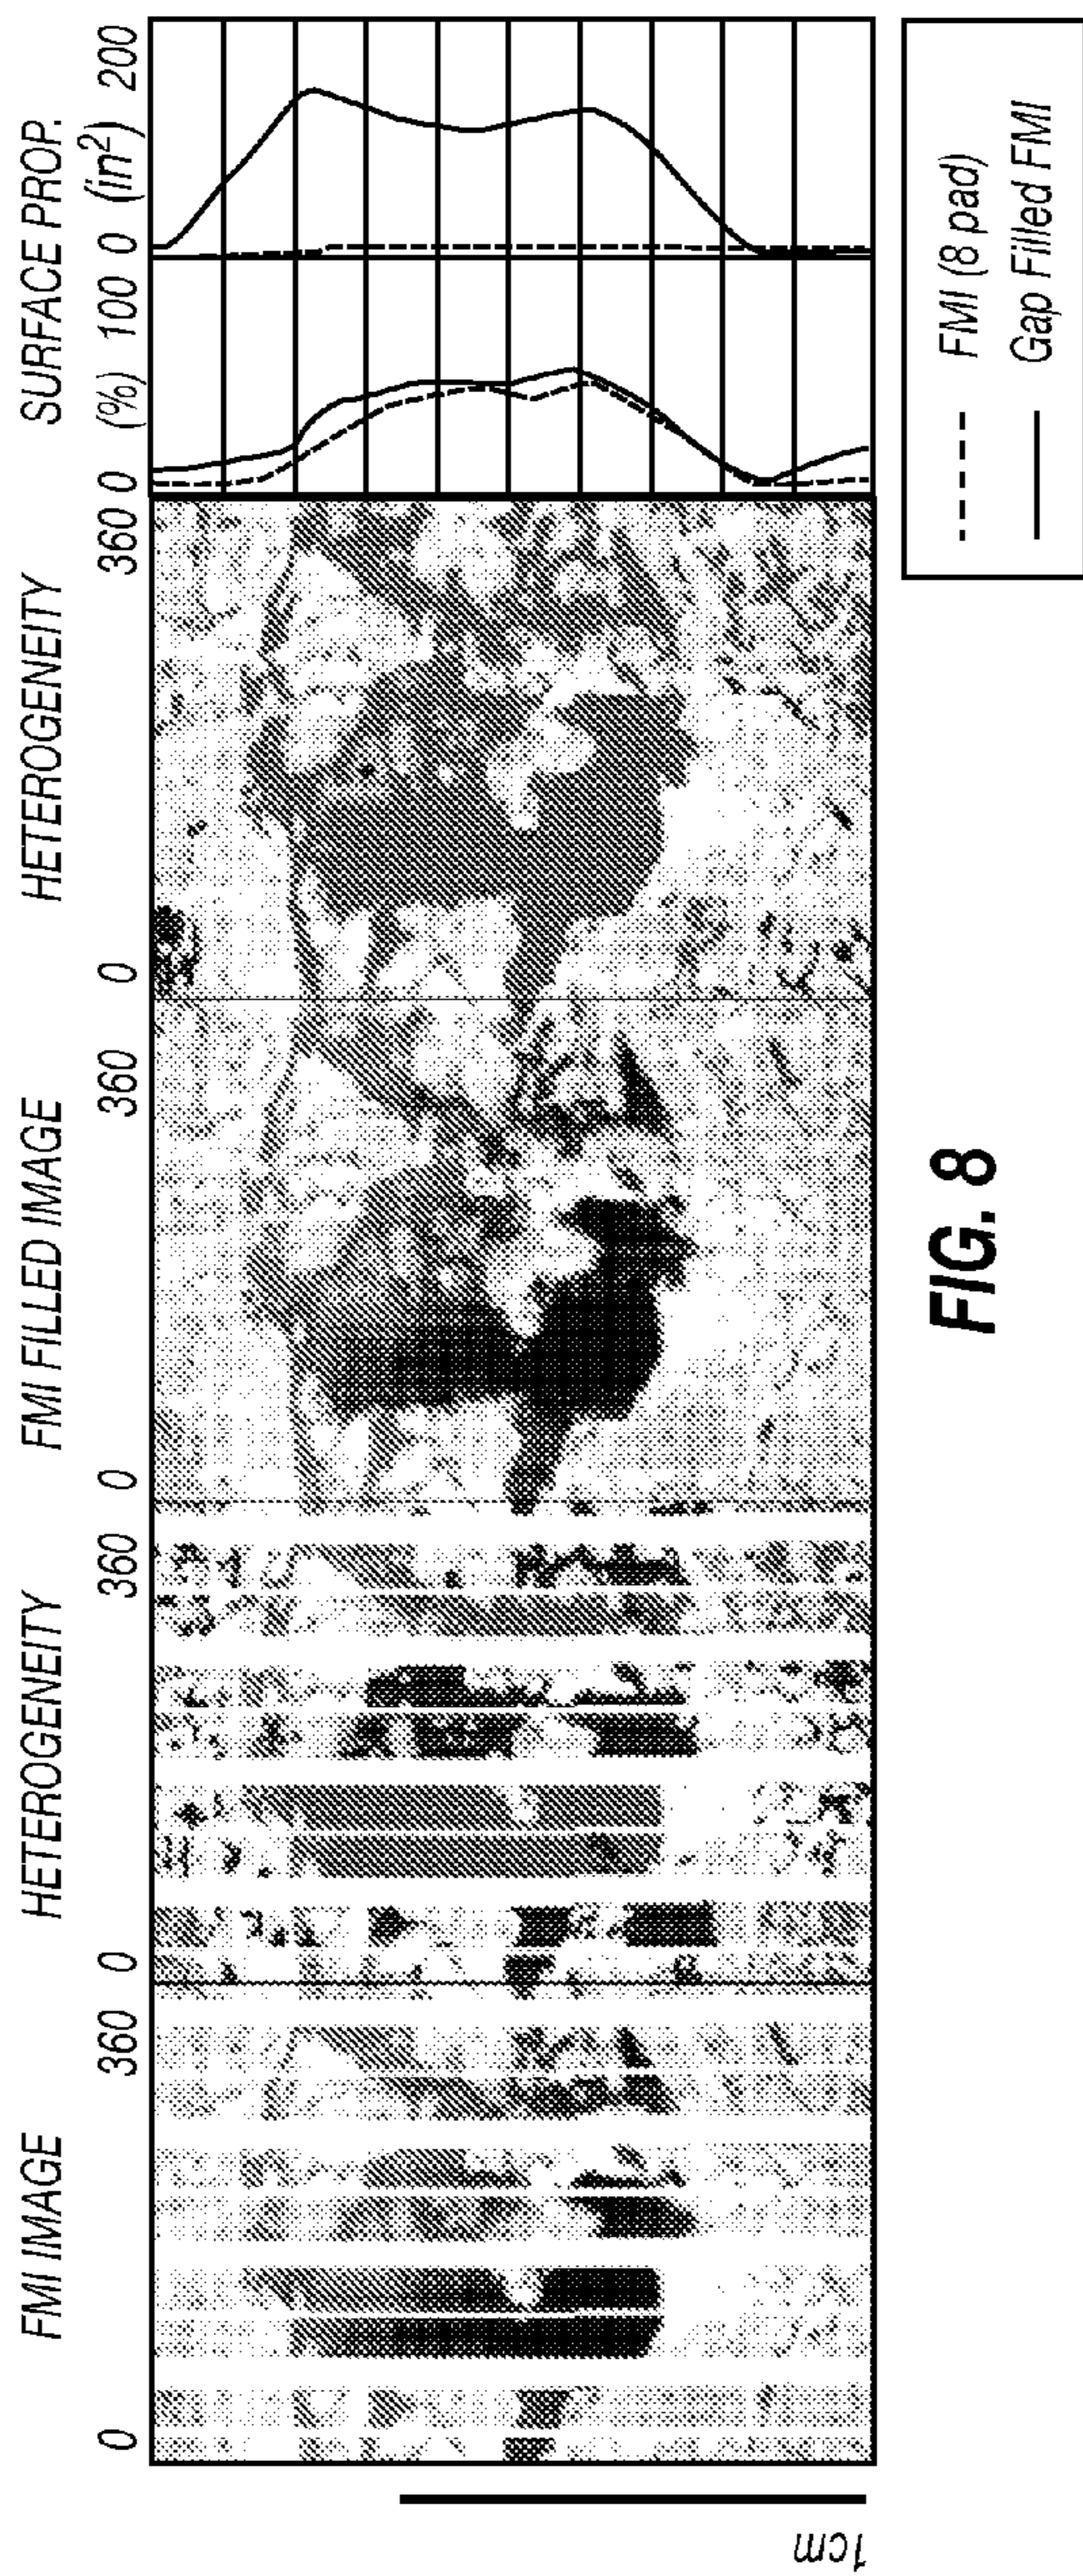 FMI IMAGE
HETEROGENEITY
FMI FILLED IMAGE
HETEROGENEITY
SURFACE PROP.
0 360 0 360 0 360 0 360 0 (%) 100 0 (in²) 200
1cm
--- FMI (8 pad)
— Gap Filled FMI
FIG. 8